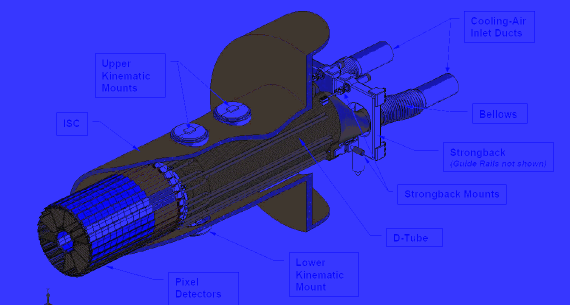 Cooling-Air
Inlet Ducts
Upper
Kinematic
Mounts
ISC
Bellows
Strongback
(Guide Rails not shown)
Strongback Mounts
D-Tube
Lower
Kinematic
Mount
Pixel
Detectors